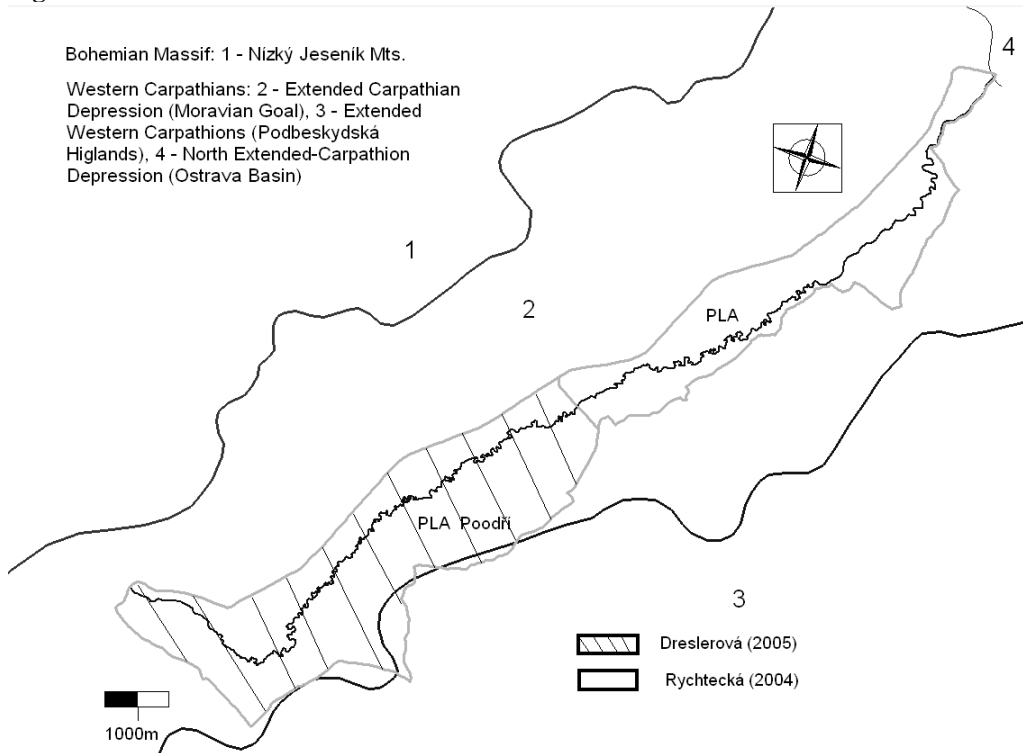 Bohemian Massif: 1 - Nízký Jeseník Mts.
Western Carpathians: 2 - Extended Carpathian
Depression (Moravian Goal), 3 - Extended
Western Carpathions (Podbeskydská
Higlands), 4 - North Extended-Carpathion
Depression (Ostrava Basin)
4
1
2
PLA
PLA Poodří
3
Dreslerová (2005)
Rychtecká (2004)
1000m